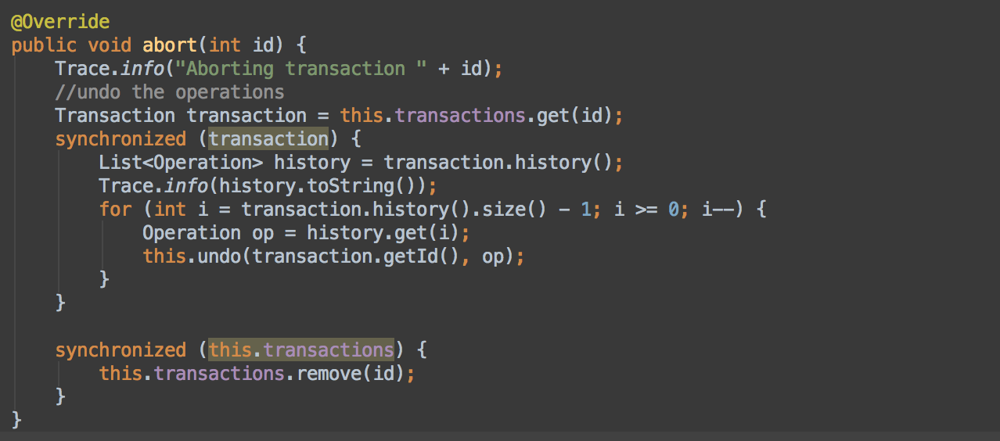 @Override
public void abort(int id) {
    Trace.info("Aborting transaction " + id);
    //undo the operations
    Transaction transaction = this.transactions.get(id);
    synchronized (transaction) {
        List<Operation> history = transaction.history();
        Trace.info(history.toString());
        for (int i = transaction.history().size() - 1; i >= 0; i--) {
            Operation op = history.get(i);
            this.undo(transaction.getId(), op);
        }
    }

    synchronized (this.transactions) {
        this.transactions.remove(id);
    }
}